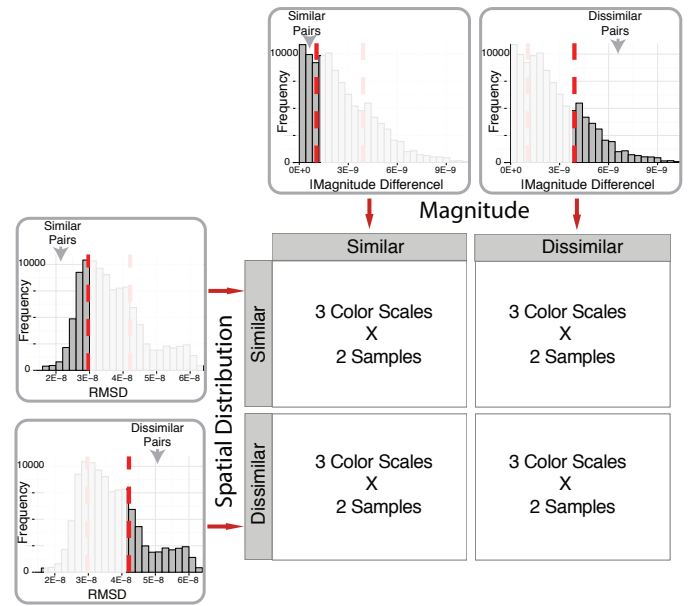 Similar
Pairs
10000
Frequency
0
0E+0 3E-9 6E-9 9E-9
|Magnitude Difference|
Dissimilar
Pairs
10000
Frequency
0
0E+0 3E-9 6E-9 9E-9
|Magnitude Difference|
Magnitude
Similar
Dissimilar
Similar
Pairs
10000
Frequency
0
2E-8 3E-8 4E-8 5E-8 6E-8
RMSD
Dissimilar
Pairs
10000
Frequency
0
2E-8 3E-8 4E-8 5E-8 6E-8
RMSD
Spatial Distribution
Similar
3 Color Scales
X
2 Samples
3 Color Scales
X
2 Samples
Dissimilar
3 Color Scales
X
2 Samples
3 Color Scales
X
2 Samples